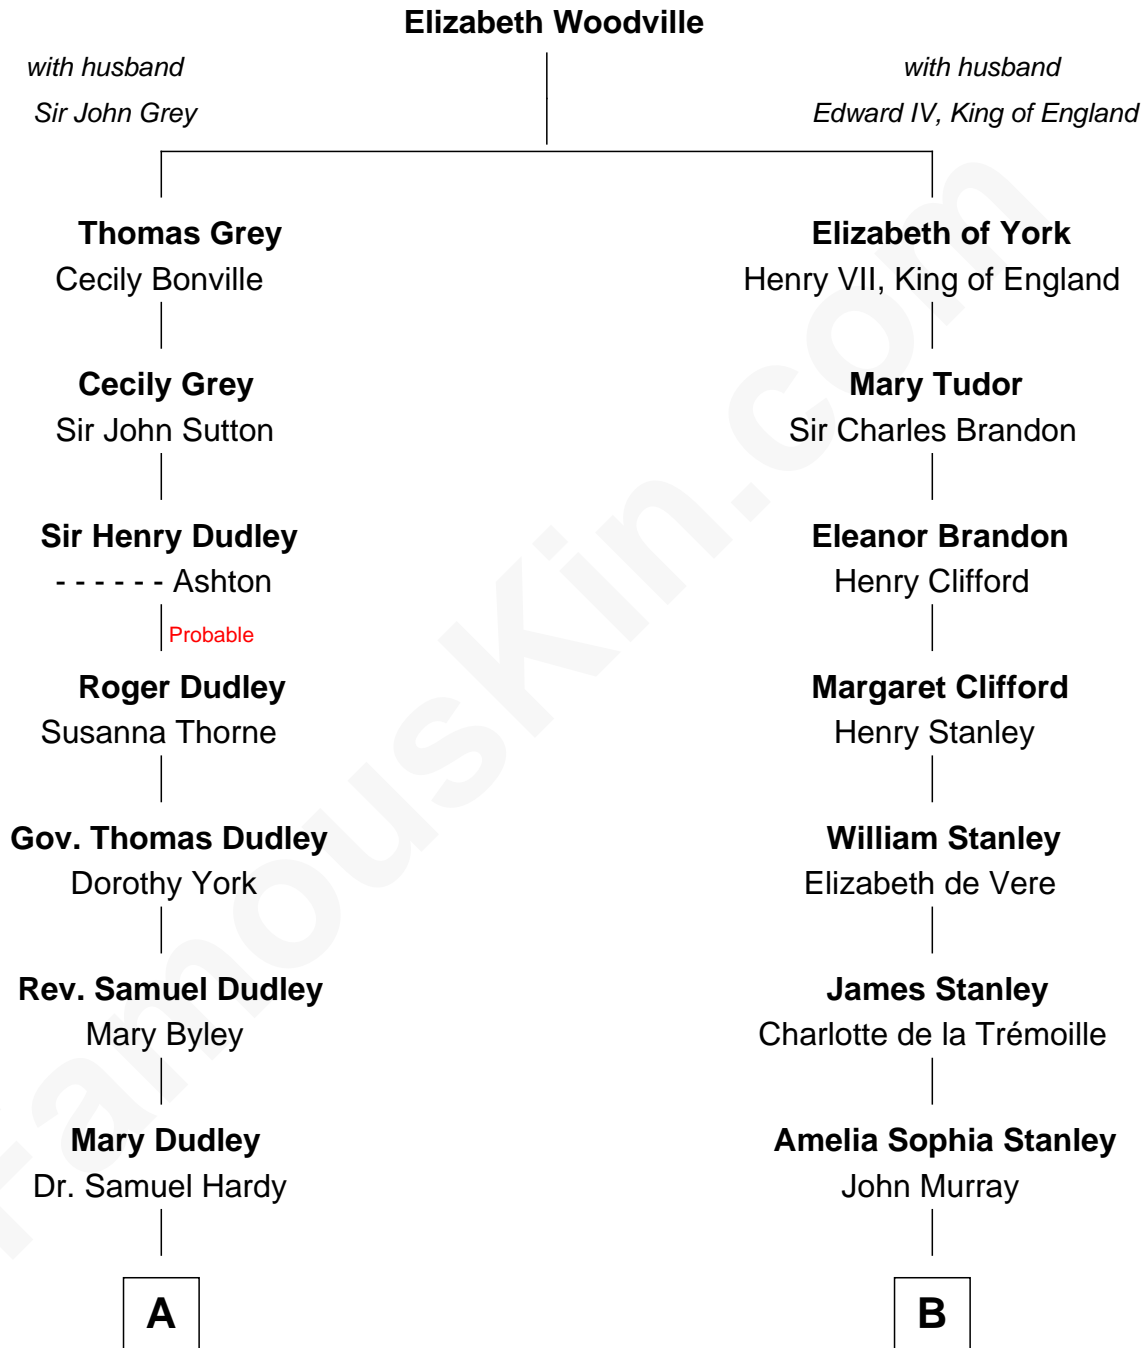 Elizabeth Woodville
with husband
Sir John Grey
with husband
Edward IV, King of England
Thomas Grey
Cecily Bonville
Elizabeth of York
Henry VII, King of England
Cecily Grey
Sir John Sutton
Mary Tudor
Sir Charles Brandon
Sir Henry Dudley
- - - - - - Ashton
Eleanor Brandon
Henry Clifford
Probable
Roger Dudley
Susanna Thorne
Margaret Clifford
Henry Stanley
Gov. Thomas Dudley
Dorothy York
William Stanley
Elizabeth de Vere
Rev. Samuel Dudley
Mary Byley
James Stanley
Charlotte de la Trémoille
Mary Dudley
Dr. Samuel Hardy
Amelia Sophia Stanley
John Murray
A
B
FamousKin.com